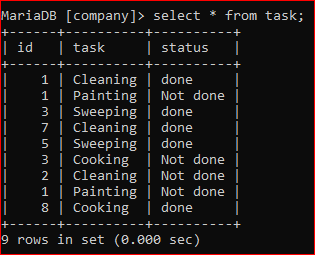 MariaDB [company]> select * from task;
+------+----------+----------+
| id   | task     | status   |
+------+----------+----------+
|    1 | Cleaning | done     |
|    1 | Painting | Not done |
|    3 | Sweeping | done     |
|    7 | Cleaning | done     |
|    5 | Sweeping | done     |
|    3 | Cooking  | Not done |
|    2 | Cleaning | Not done |
|    1 | Painting | Not done |
|    8 | Cooking  | done     |
+------+----------+----------+
9 rows in set (0.000 sec)